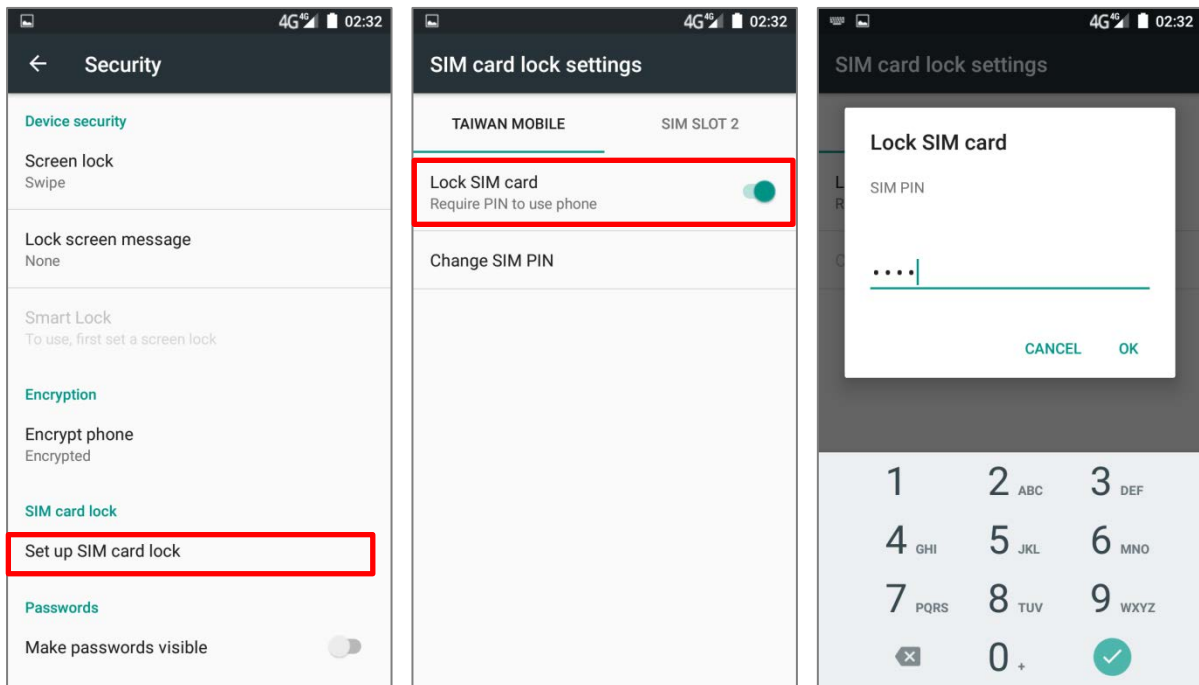 4G 4G 02:32
Security
Device security
Screen lock
Swipe
Lock screen message
None
Smart Lock
To use, first set a screen lock
Encryption
Encrypt phone
Encrypted
SIM card lock
Set up SIM card lock
Passwords
Make passwords visible
4G 4G 02:32
SIM card lock settings
TAIWAN MOBILE SIM SLOT 2
Lock SIM card
Require PIN to use phone
Change SIM PIN
4G 4G 02:32
SIM card lock settings
Lock SIM card
SIM PIN
••••
CANCEL OK
1 2 ABC 3 DEF
4 GHI 5 JKL 6 MNO
7 PQRS 8 TUV 9 WXYZ
0 +